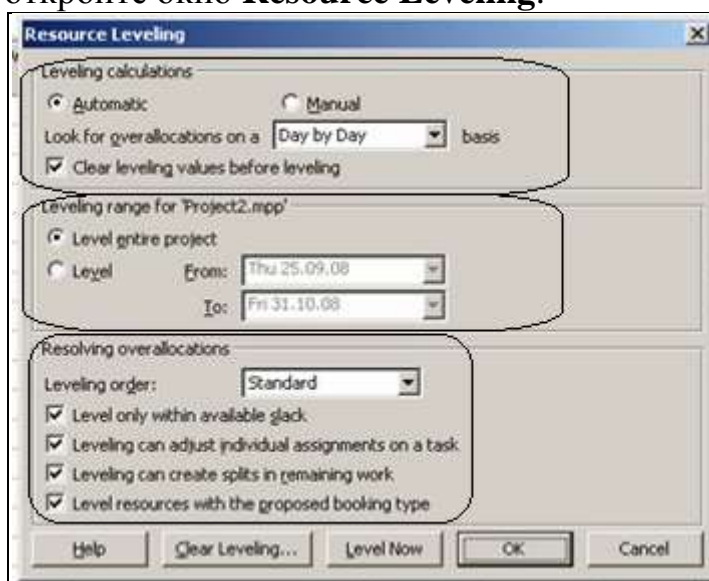 откройте окно Resource Leveling.
Resource Leveling
Leveling calculations
Automatic Manual
Look for overallocations on a Day by Day basis
Clear leveling values before leveling
Leveling range for 'Project2.mpp'
Level entire project
Level From: Thu 25.09.08
To: Fri 31.10.08
Resolving overallocations
Leveling order: Standard
Level only within available slack
Leveling can adjust individual assignments on a task
Leveling can create splits in remaining work
Level resources with the proposed booking type
Help Clear Leveling... Level Now OK Cancel